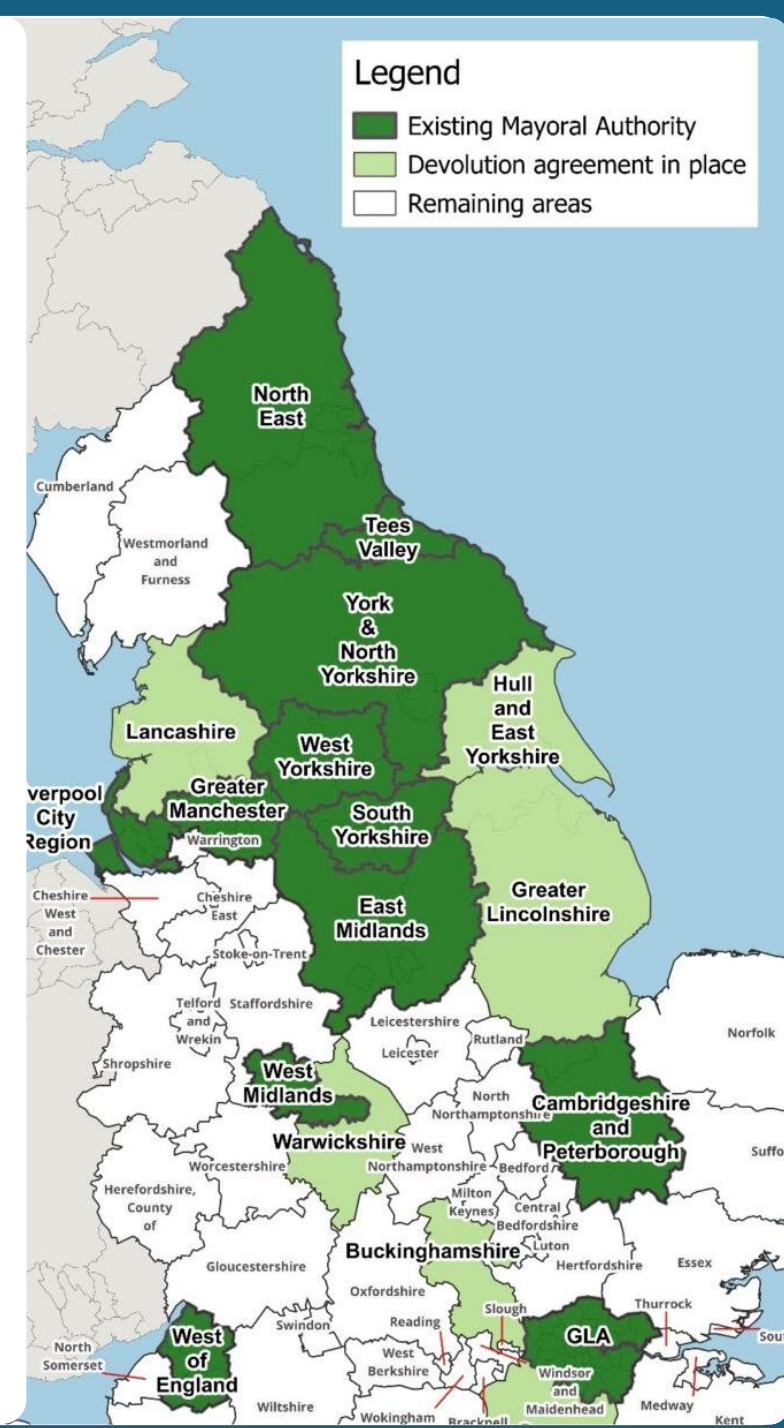 Legend
Existing Mayoral Authority
Devolution agreement in place
Remaining areas
North
East
Cumberland
Tees
Valley
Westmorland
and
Furness
York
&
North
Yorkshire
Hull
and
East
Yorkshire
Lancashire
West
Yorkshire
verpool
City
Region
Greater
Manchester
South
Yorkshire
Warrington
Cheshire
West
and
Chester
Cheshire
East
East
Midlands
Greater
Lincolnshire
Stoke-on-Trent
Telford
and
Wrekin
Staffordshire
Leicestershire
Leicester
Rutland
Norfolk
Shropshire
West
Midlands
North
Northamptonshire
Cambridgeshire
and
Peterborough
Warwickshire
West
Northamptonshire
Bedford
Suffo
Worcestershire
Herefordshire,
County
of
Milton
Keynes
Central
Bedfordshire
Luton
Buckinghamshire
Hertfordshire
Essex
Gloucestershire
Oxfordshire
Thurrock
Slough
Reading
Swindon
GLA
Sou
North
Somerset
West
of
England
West
Berkshire
Windsor
and
Maidenhead
Medway
Wiltshire
Wokingham
Bracknell
Kent